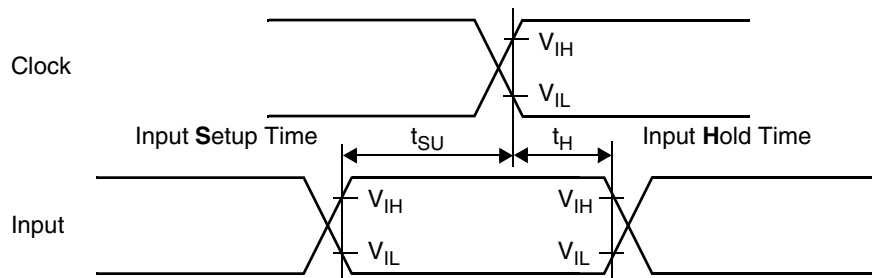 Clock
V_IH
V_IL
Input Setup Time
t_SU
t_H
Input Hold Time
Input
V_IH
V_IH
V_IL
V_IL